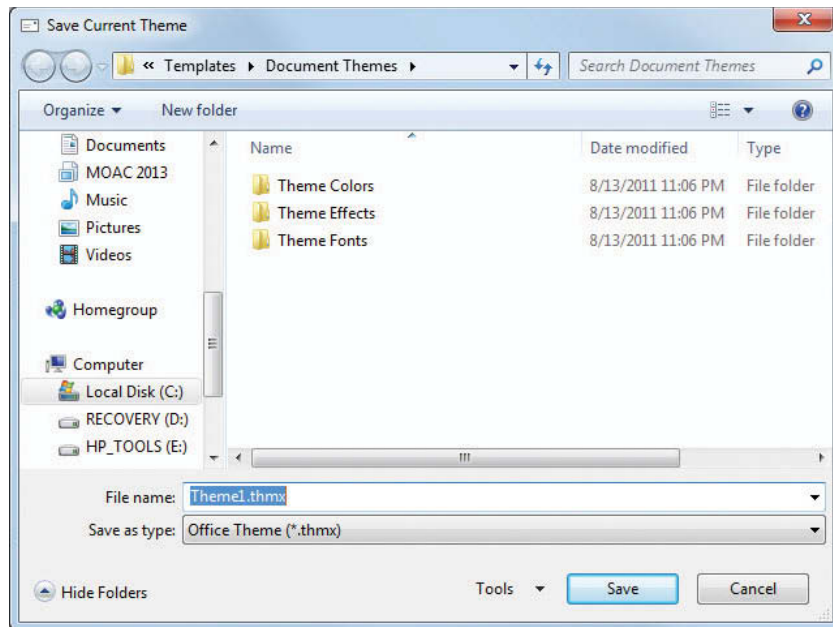 Save Current Theme
« Templates Document Themes Search Document Themes
Organize New folder
Documents
MOAC 2013
Music
Pictures
Videos
Homegroup
Computer
Local Disk (C:)
RECOVERY (D:)
HP_TOOLS (E:)
Name Date modified Type
Theme Colors 8/13/2011 11:06 PM File folder
Theme Effects 8/13/2011 11:06 PM File folder
Theme Fonts 8/13/2011 11:06 PM File folder
File name: Theme1.thmx
Save as type: Office Theme (*.thmx)
Hide Folders Tools Save Cancel